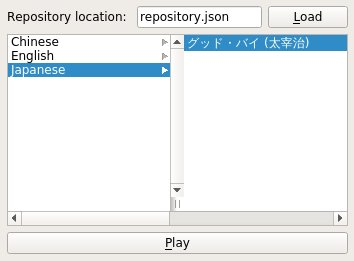 Repository location: repository.json Load
Chinese
English
Japanese
グッド・バイ (太宰治)
Play